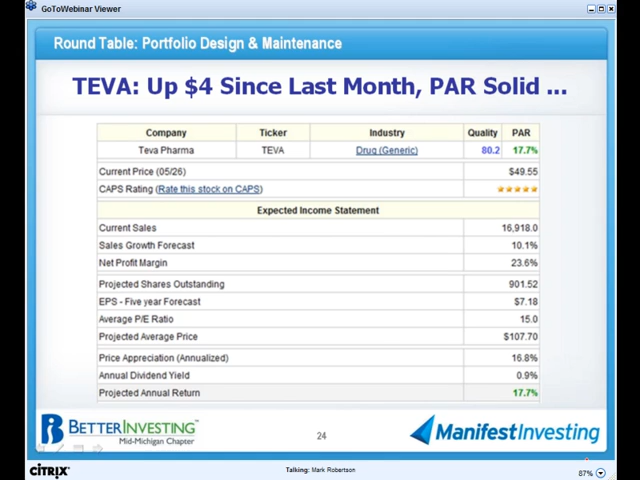 GoToWebinar Viewer
Round Table: Portfolio Design & Maintenance
TEVA: Up $4 Since Last Month, PAR Solid ...
Company Ticker Industry Quality PAR
Teva Pharma TEVA Drug (Generic) 80.2 17.7%
Current Price (05/26) $49.55
CAPS Rating (Rate this stock on CAPS)
Expected Income Statement
Current Sales 16,918.0
Sales Growth Forecast 10.1%
Net Profit Margin 23.6%
Projected Shares Outstanding 901.52
EPS - Five year Forecast $7.18
Average P/E Ratio 15.0
Projected Average Price $107.70
Price Appreciation (Annualized) 16.8%
Annual Dividend Yield 0.9%
Projected Annual Return 17.7%
BETTERINVESTING™
Mid-Michigan Chapter
24
ManifestInvesting
CITRIX
Talking: Mark Robertson
87%